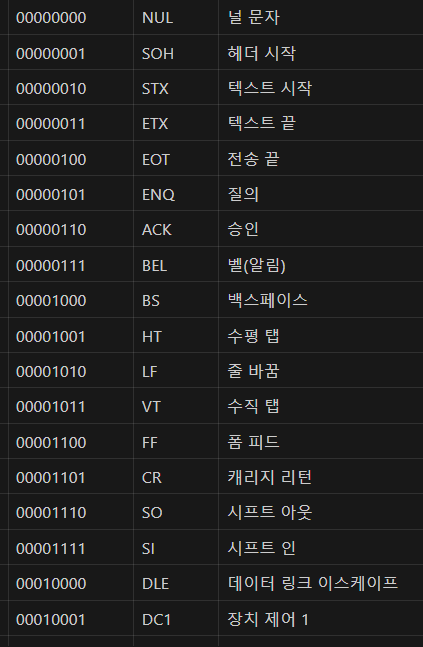 00000000 NUL 널 문자
00000001 SOH 헤더 시작
00000010 STX 텍스트 시작
00000011 ETX 텍스트 끝
00000100 EOT 전송 끝
00000101 ENQ 질의
00000110 ACK 승인
00000111 BEL 벨(알림)
00001000 BS 백스페이스
00001001 HT 수평 탭
00001010 LF 줄 바꿈
00001011 VT 수직 탭
00001100 FF 폼 피드
00001101 CR 캐리지 리턴
00001110 SO 시프트 아웃
00001111 SI 시프트 인
00010000 DLE 데이터 링크 이스케이프
00010001 DC1 장치 제어 1